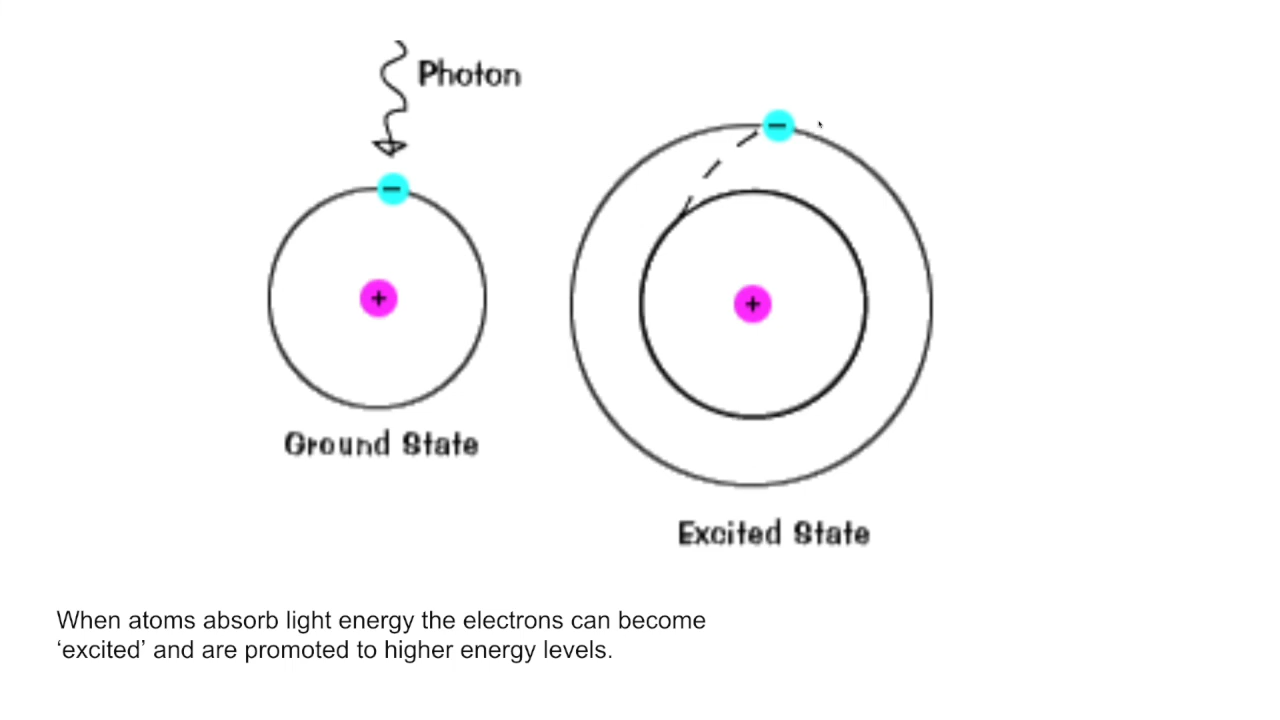 Photon
−
−
+
+
Ground State
Excited State
When atoms absorb light energy the electrons can become
‘excited’ and are promoted to higher energy levels.